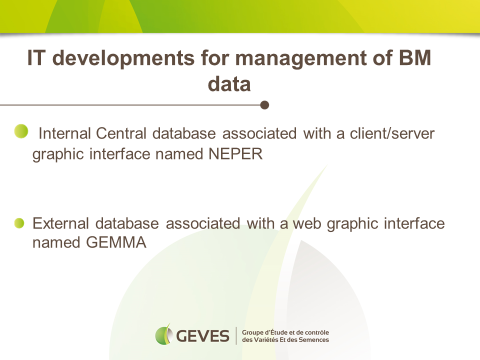 IT developments for management of BM
data
Internal Central database associated with a client/server
graphic interface named NEPER
External database associated with a web graphic interface
named GEMMA
GEVES
Groupe d'Étude et de contrôle
des Variétés Et des Semences